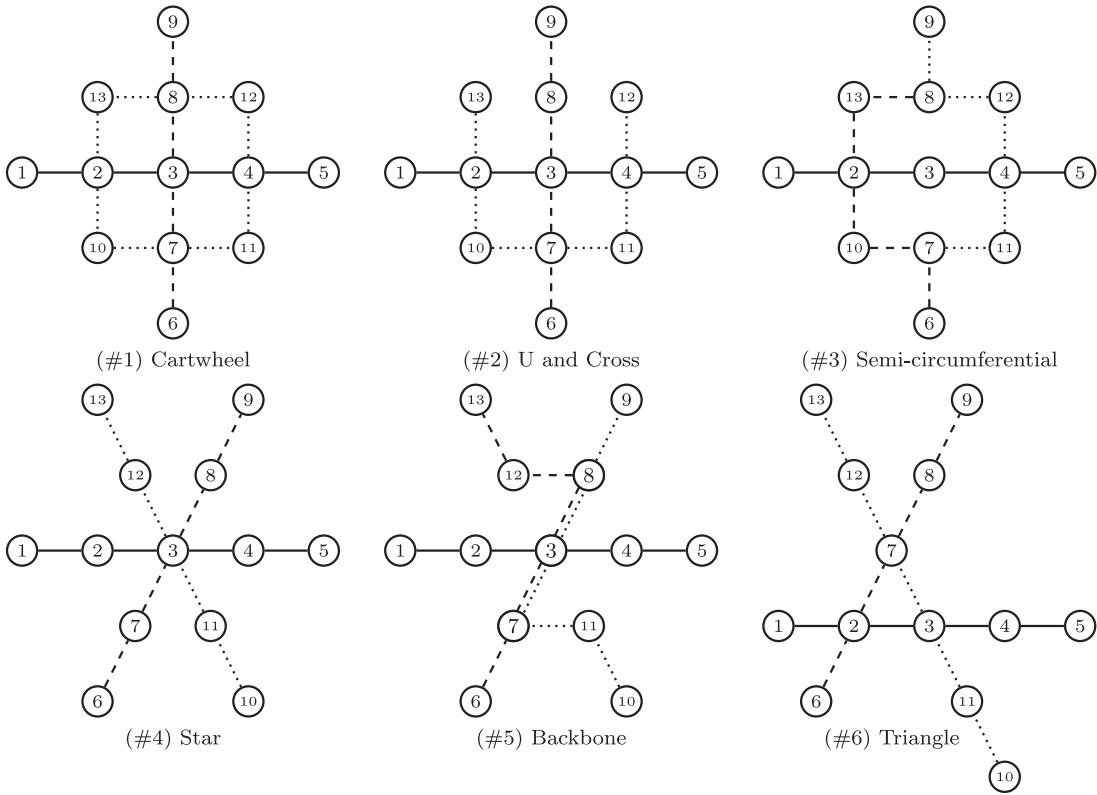 9 9 9
13 8 12 13 8 12 13 8 12
1 2 3 4 5 1 2 3 4 5 1 2 3 4 5
10 7 11 10 7 11 10 7 11
6 6 6
(#1) Cartwheel (#2) U and Cross (#3) Semi-circumferential
13 9 13 9 13 9
12 8 12 8 12 8
1 2 3 4 5 1 2 3 4 5 7
7 11 7 11 1 2 3 4 5
6 10 6 10 6 11
(#4) Star (#5) Backbone (#6) Triangle
10